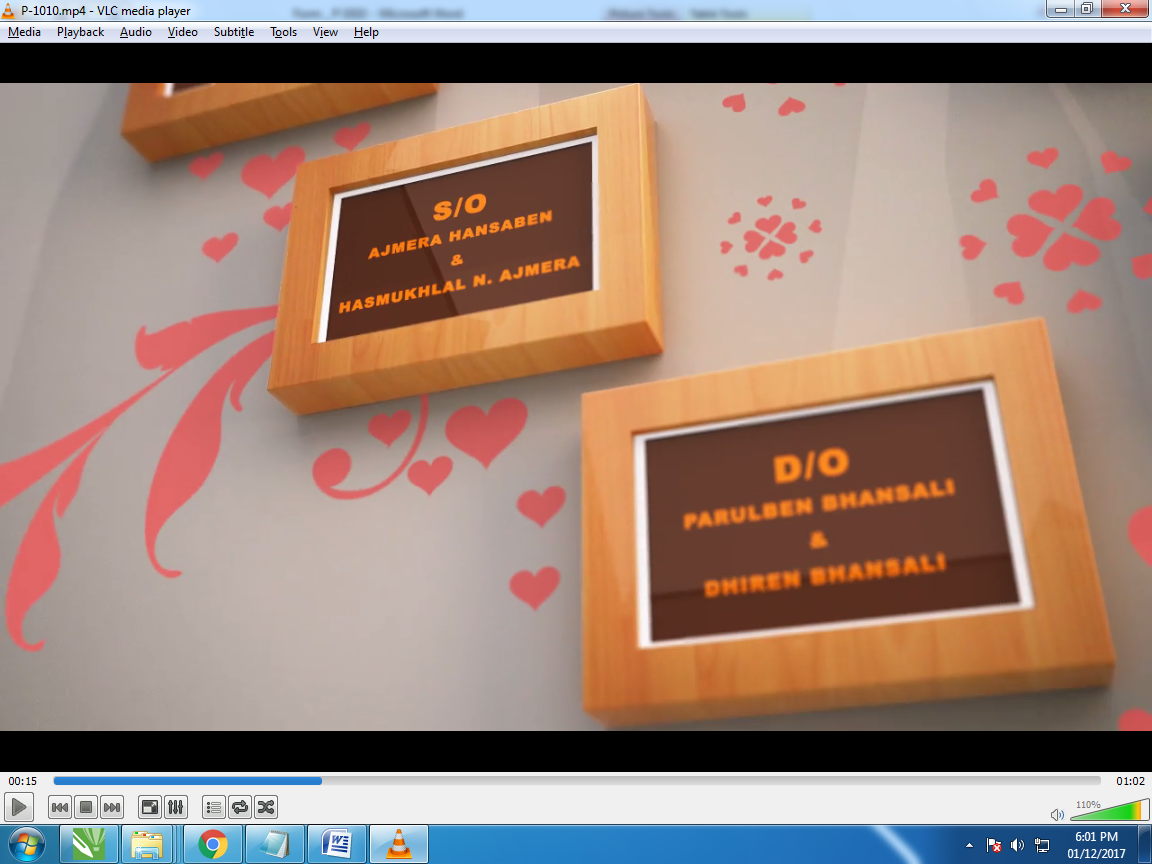 P-1010.mp4 - VLC media player
Media Playback Audio Video Subtitle Tools View Help
S/O
AJMERA HANSABEN
&
HASMUKHLAL N. AJMERA
D/O
PARULBEN BHANSALI
&
DHIREN BHANSALI
00:15
01:02
110%
6:01 PM
01/12/2017